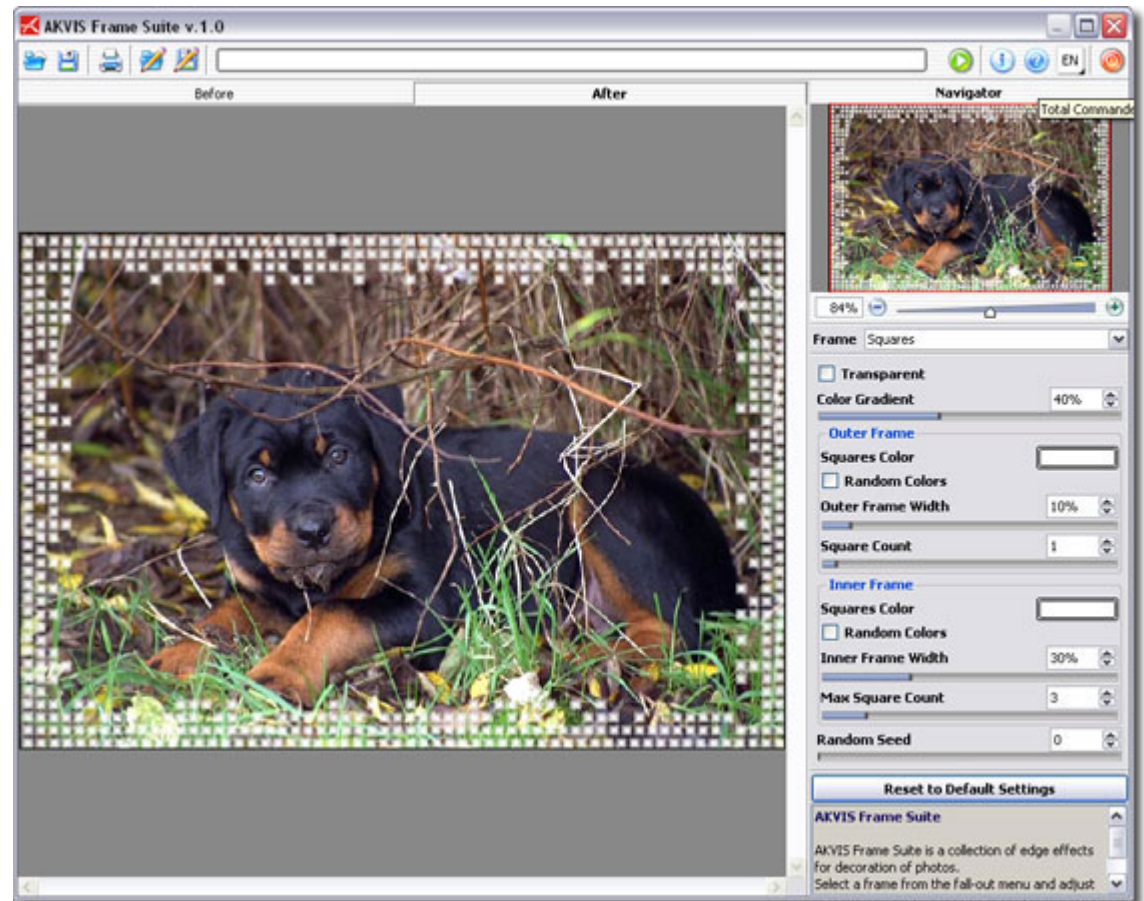 AKVIS Frame Suite v.1.0
EN
Before
After
Navigator
Total Commande
84%
Frame Squares
Transparent
Color Gradient 40%
Outer Frame
Squares Color
Random Colors
Outer Frame Width 10%
Square Count 1
Inner Frame
Squares Color
Random Colors
Inner Frame Width 30%
Max Square Count 3
Random Seed 0
Reset to Default Settings
AKVIS Frame Suite
AKVIS Frame Suite is a collection of edge effects
for decoration of photos.
Select a frame from the fall-out menu and adjust